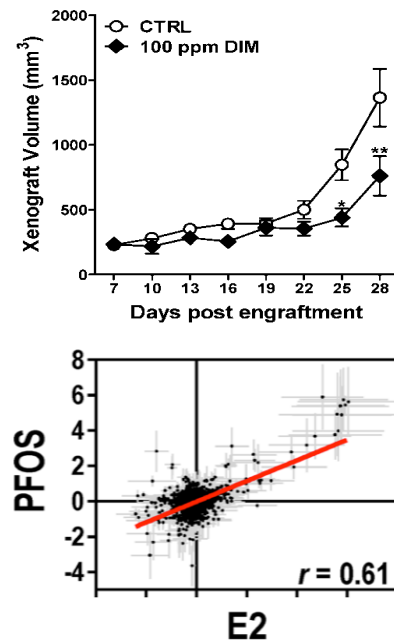 CTRL
100 ppm DIM
Xenograft Volume (mm³)
2000
1500
1000
500
0
*
**
7 10 13 16 19 22 25 28
Days post engraftment
PFOS
8
6
4
2
0
-2
-4
r = 0.61
E2